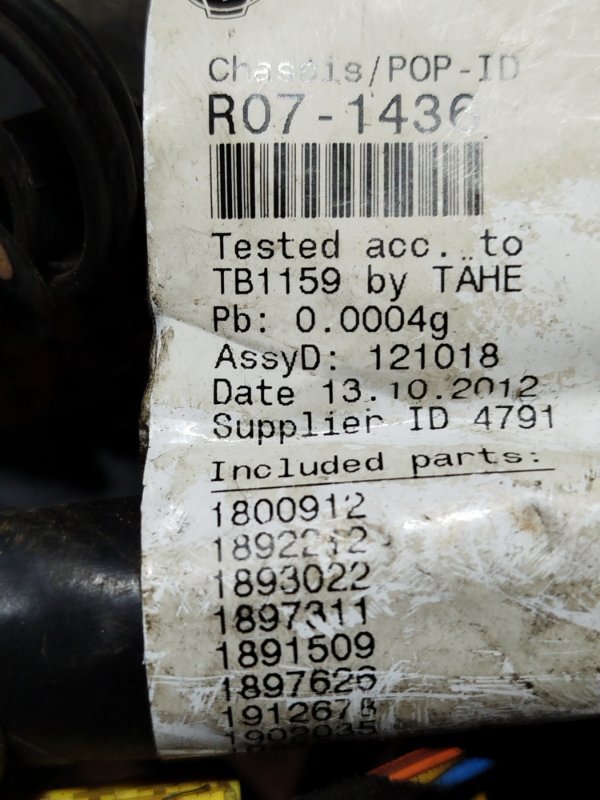 Chassis/POP-ID
R07-1436
Tested acc. to
TB1159 by TAHE
Pb: 0.0004g
AssyD: 121018
Date 13.10.2012
Supplier ID 4791
Included parts:
1800912
1893022
1897311
1891509
1897626